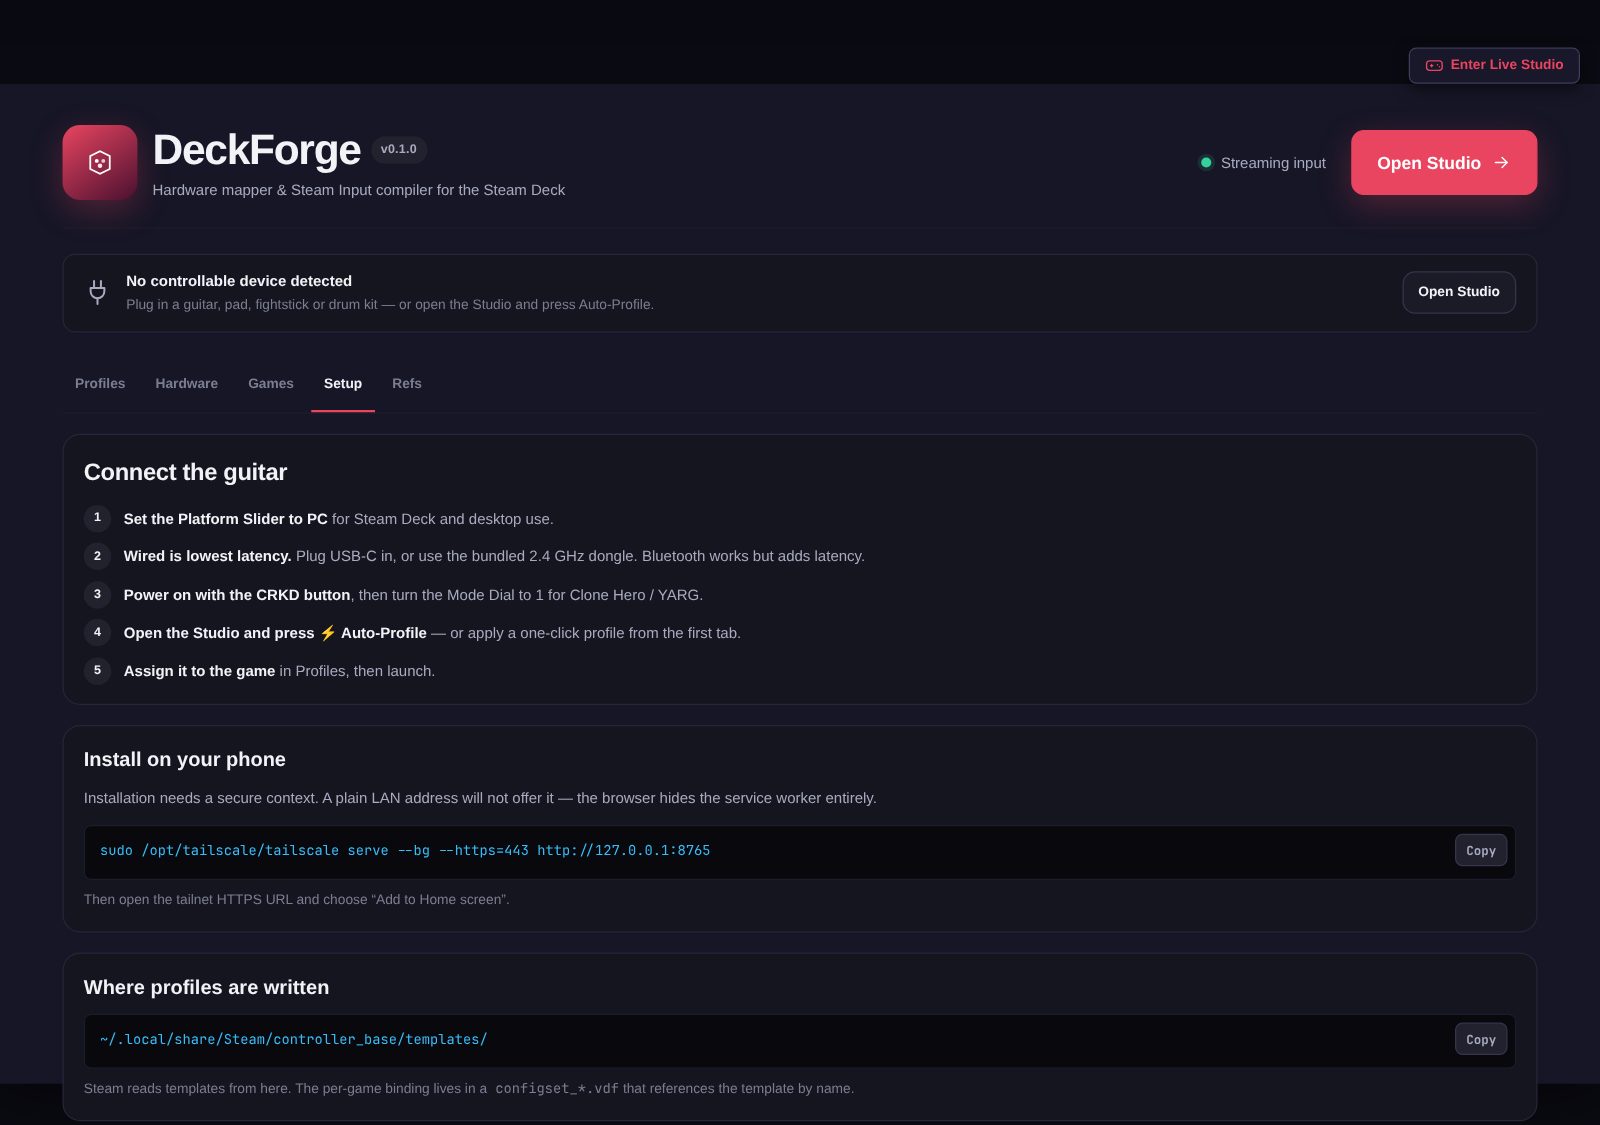 Enter Live Studio
DeckForge v0.1.0
Hardware mapper & Steam Input compiler for the Steam Deck
Streaming input
Open Studio →
No controllable device detected
Plug in a guitar, pad, fightstick or drum kit — or open the Studio and press Auto-Profile.
Open Studio
Profiles Hardware Games Setup Refs
Connect the guitar
1 Set the Platform Slider to PC for Steam Deck and desktop use.
2 Wired is lowest latency. Plug USB-C in, or use the bundled 2.4 GHz dongle. Bluetooth works but adds latency.
3 Power on with the CRKD button, then turn the Mode Dial to 1 for Clone Hero / YARG.
4 Open the Studio and press ⚡ Auto-Profile — or apply a one-click profile from the first tab.
5 Assign it to the game in Profiles, then launch.
Install on your phone
Installation needs a secure context. A plain LAN address will not offer it — the browser hides the service worker entirely.
sudo /opt/tailscale/tailscale serve --bg --https=443 http://127.0.0.1:8765
Copy
Then open the tailnet HTTPS URL and choose “Add to Home screen”.
Where profiles are written
~/.local/share/Steam/controller_base/templates/
Copy
Steam reads templates from here. The per-game binding lives in a configset_*.vdf that references the template by name.